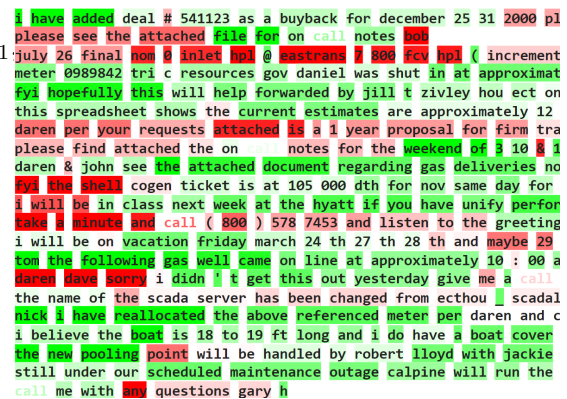 i have added deal # 541123 as a buyback for december 25 31 2000 pl
please see the attached file for on call notes bob
1 july 26 final nom 0 inlet hpl @ eastrans 7 800 fcv hpl ( increment
meter 0989842 tri c resources gov daniel was shut in at approximat
fyi hopefully this will help forwarded by jill t zivley hou ect on
this spreadsheet shows the current estimates are approximately 12
daren per your requests attached is a 1 year proposal for firm tra
please find attached the on call notes for the weekend of 3 10 & 1
daren & john see the attached document regarding gas deliveries no
fyi the shell cogen ticket is at 105 000 dth for nov same day for
i will be in class next week at the hyatt if you have unify perfor
take a minute and call ( 800 ) 578 7453 and listen to the greeting
i will be on vacation friday march 24 th 27 th 28 th and maybe 29
tom the following gas well came on line at approximately 10 : 00 a
daren dave sorry i didn ' t get this out yesterday give me a call
the name of the scada server has been changed from ecthou _ scadal
nick i have reallocated the above referenced meter per daren and c
i believe the boat is 18 to 19 ft long and i do have a boat cover
the new pooling point will be handled by robert lloyd with jackie
still under our scheduled maintenance outage calpine will run the
call me with any questions gary h